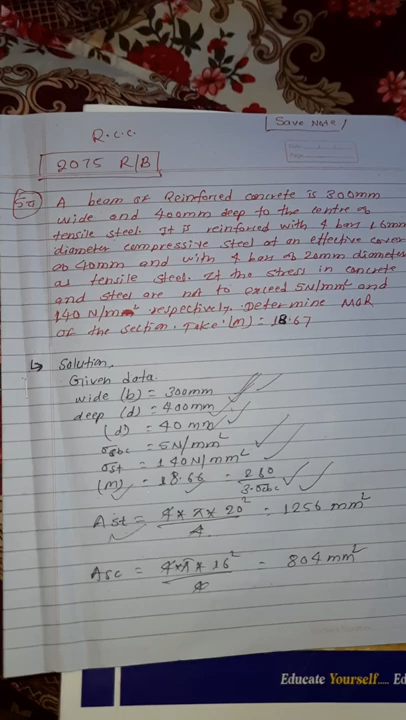 R.C.C.
[Save Note]
2075 R/B
5a A beam of Reinforced concrete is 300mm
wide and 400mm deep to the centre of
tensile steel. It is reinforced with 4 bars 16mm
diameter compressive steel at an effective cover
of 40mm and with 4 bars of 20mm diameter
as tensile steel. If the stress in concrete
and steel are not to exceed 5N/mm² and
140 N/mm² respectively. Determine MOR
of the section. Take (m) = 18.67
↳ Solution,
Given data.
wide (b) = 300mm
deep (d) = 400mm
(d') = 40 mm
σcbc = 5N/mm²
σst = 140N/mm²
(m) = 18.66 = 280/3·σcbc
Ast = 4*π*20²/4 = 1256 mm²
Asc = 4*π*16²/4 = 804 mm²
Educate Yourself.... Ed